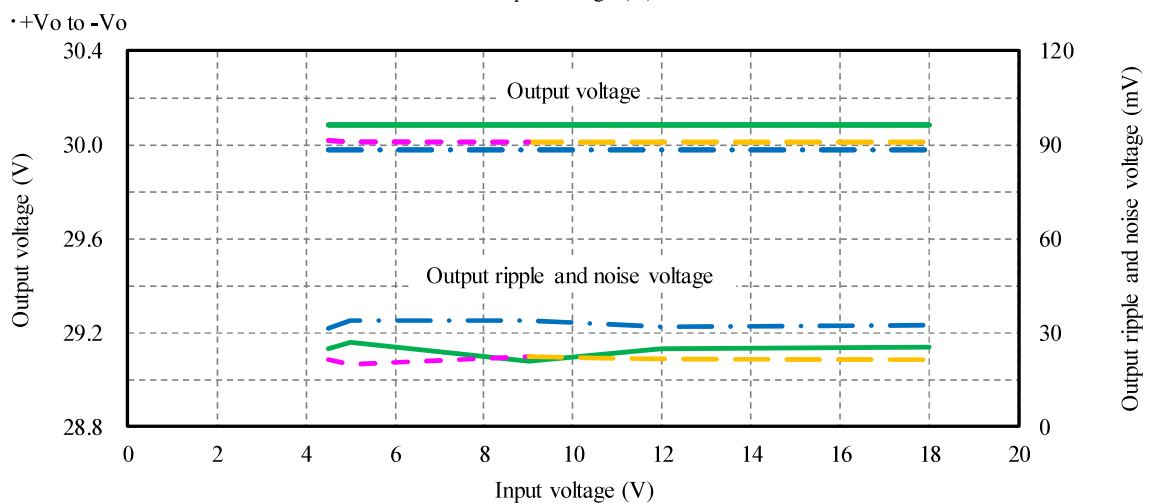 ・+Vo to -Vo
30.4
30.0
29.6
29.2
28.8
120
90
60
30
0
Output voltage
Output ripple and noise voltage
0 2 4 6 8 10 12 14 16 18 20
Input voltage (V)
Output voltage (V)
Output ripple and noise voltage (mV)